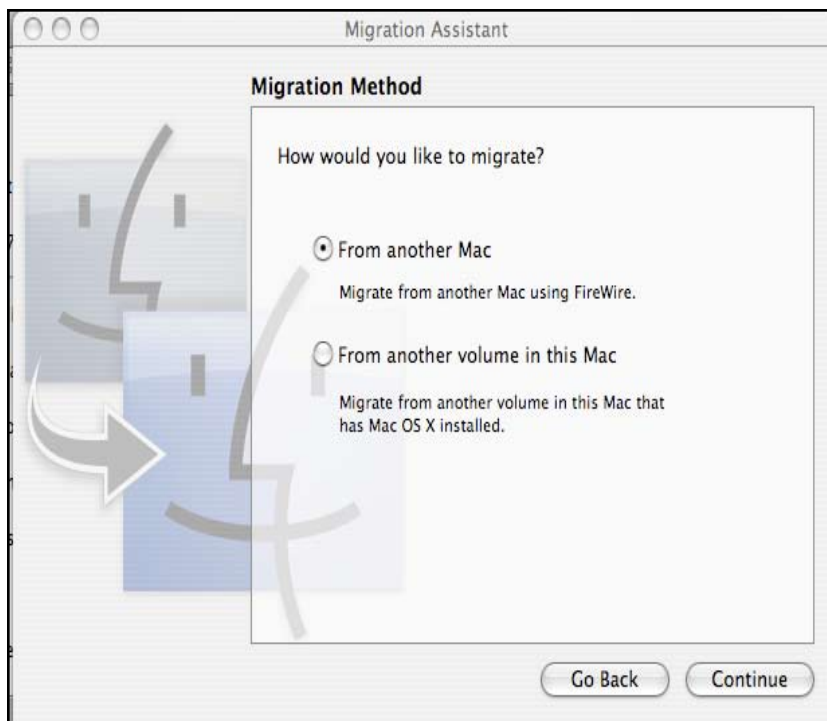 Migration Assistant
Migration Method
How would you like to migrate?
From another Mac
Migrate from another Mac using FireWire.
From another volume in this Mac
Migrate from another volume in this Mac that
has Mac OS X installed.
Go Back
Continue